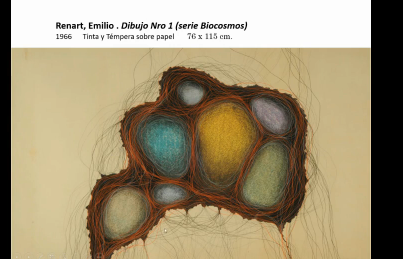 Renart, Emilio . Dibujo Nro 1 (serie Biocosmos)
1966 Tinta y Témpera sobre papel 76 x 115 cm.